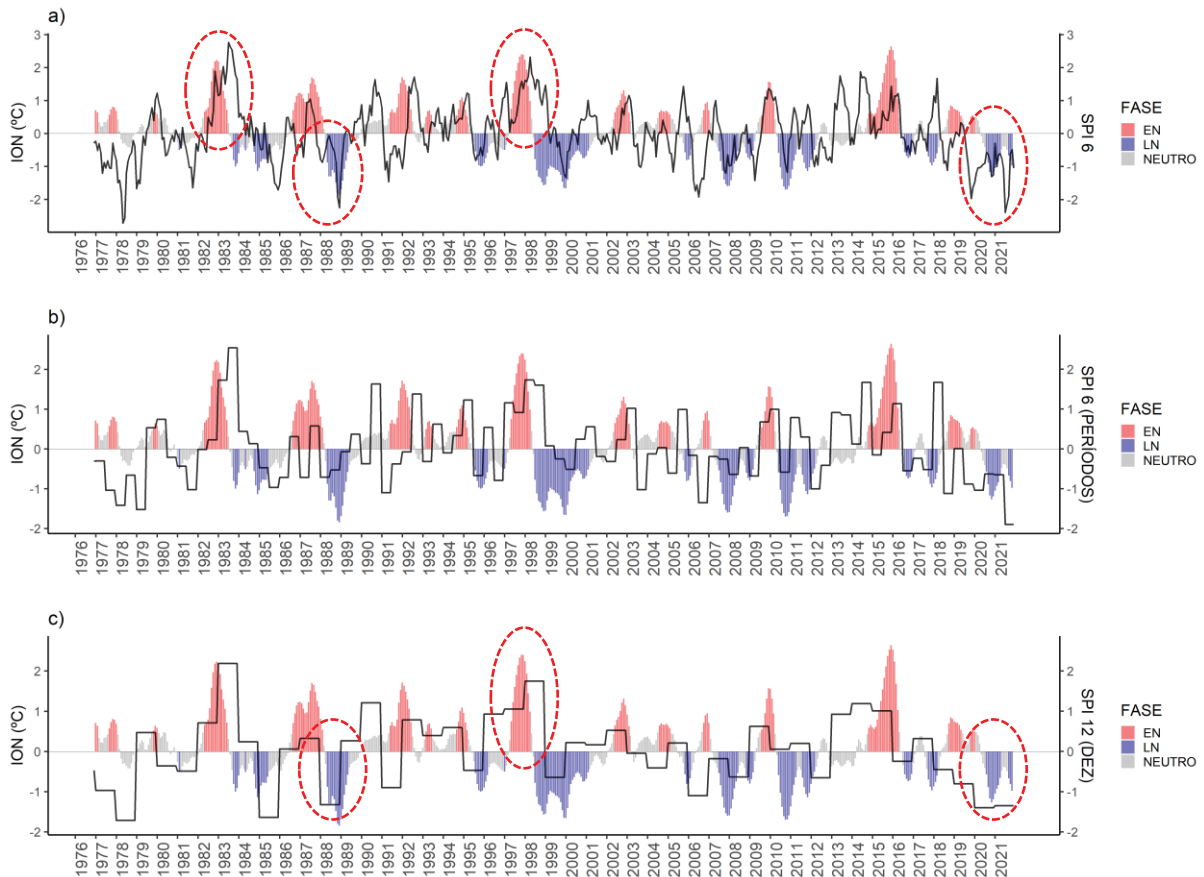 a)
ION (ºC)
3
2
1
0
-1
-2
3
2
1
0
-1
-2
SPI 6
1976 1977 1978 1979 1980 1981 1982 1983 1984 1985 1986 1987 1988 1989 1990 1991 1992 1993 1994 1995 1996 1997 1998 1999 2000 2001 2002 2003 2004 2005 2006 2007 2008 2009 2010 2011 2012 2013 2014 2015 2016 2017 2018 2019 2020 2021
FASE
EN
LN
NEUTRO
b)
ION (ºC)
2
1
0
-1
-2
2
1
0
-1
-2
SPI 6 (PERÍODOS)
1976 1977 1978 1979 1980 1981 1982 1983 1984 1985 1986 1987 1988 1989 1990 1991 1992 1993 1994 1995 1996 1997 1998 1999 2000 2001 2002 2003 2004 2005 2006 2007 2008 2009 2010 2011 2012 2013 2014 2015 2016 2017 2018 2019 2020 2021
FASE
EN
LN
NEUTRO
c)
ION (ºC)
2
1
0
-1
-2
2
1
0
-1
-2
SPI 12 (DEZ)
1976 1977 1978 1979 1980 1981 1982 1983 1984 1985 1986 1987 1988 1989 1990 1991 1992 1993 1994 1995 1996 1997 1998 1999 2000 2001 2002 2003 2004 2005 2006 2007 2008 2009 2010 2011 2012 2013 2014 2015 2016 2017 2018 2019 2020 2021
FASE
EN
LN
NEUTRO